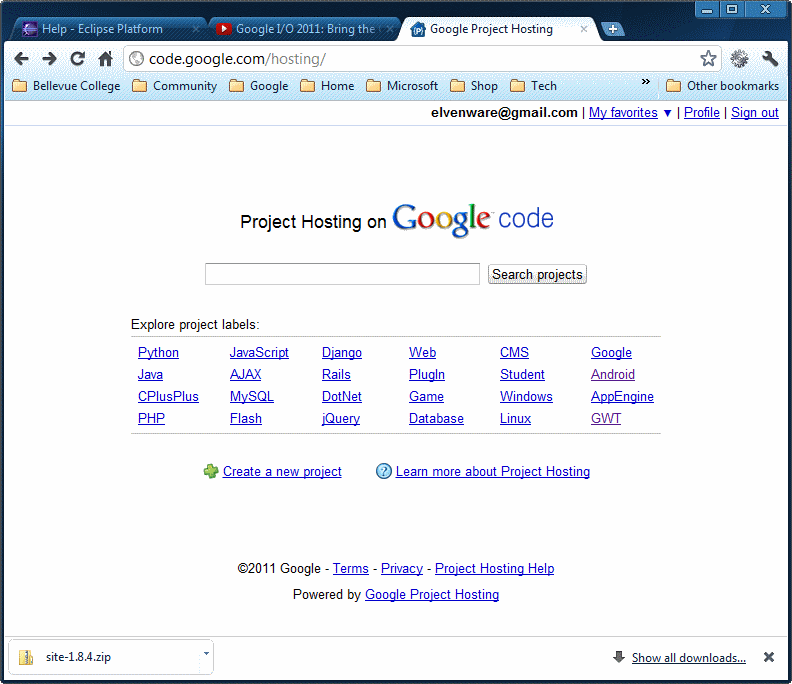 Help - Eclipse Platform
Google I/O 2011: Bring the
Google Project Hosting
code.google.com/hosting/
Bellevue College Community Google Home Microsoft Shop Tech » Other bookmarks
elvenware@gmail.com | My favorites ▼ | Profile | Sign out
Project Hosting on Google™ code
Search projects
Explore project labels:
Python JavaScript Django Web CMS Google
Java AJAX Rails PlugIn Student Android
CPlusPlus MySQL DotNet Game Windows AppEngine
PHP Flash jQuery Database Linux GWT
Create a new project ? Learn more about Project Hosting
©2011 Google - Terms - Privacy - Project Hosting Help
Powered by Google Project Hosting
site-1.8.4.zip Show all downloads...